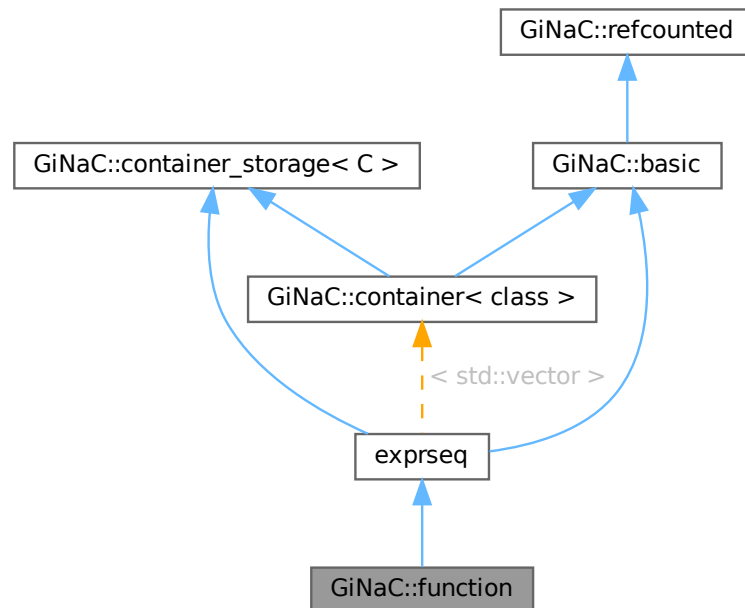 GiNaC::refcounted
GiNaC::container_storage< C >
GiNaC::basic
GiNaC::container< class >
< std::vector >
exprseq
GiNaC::function